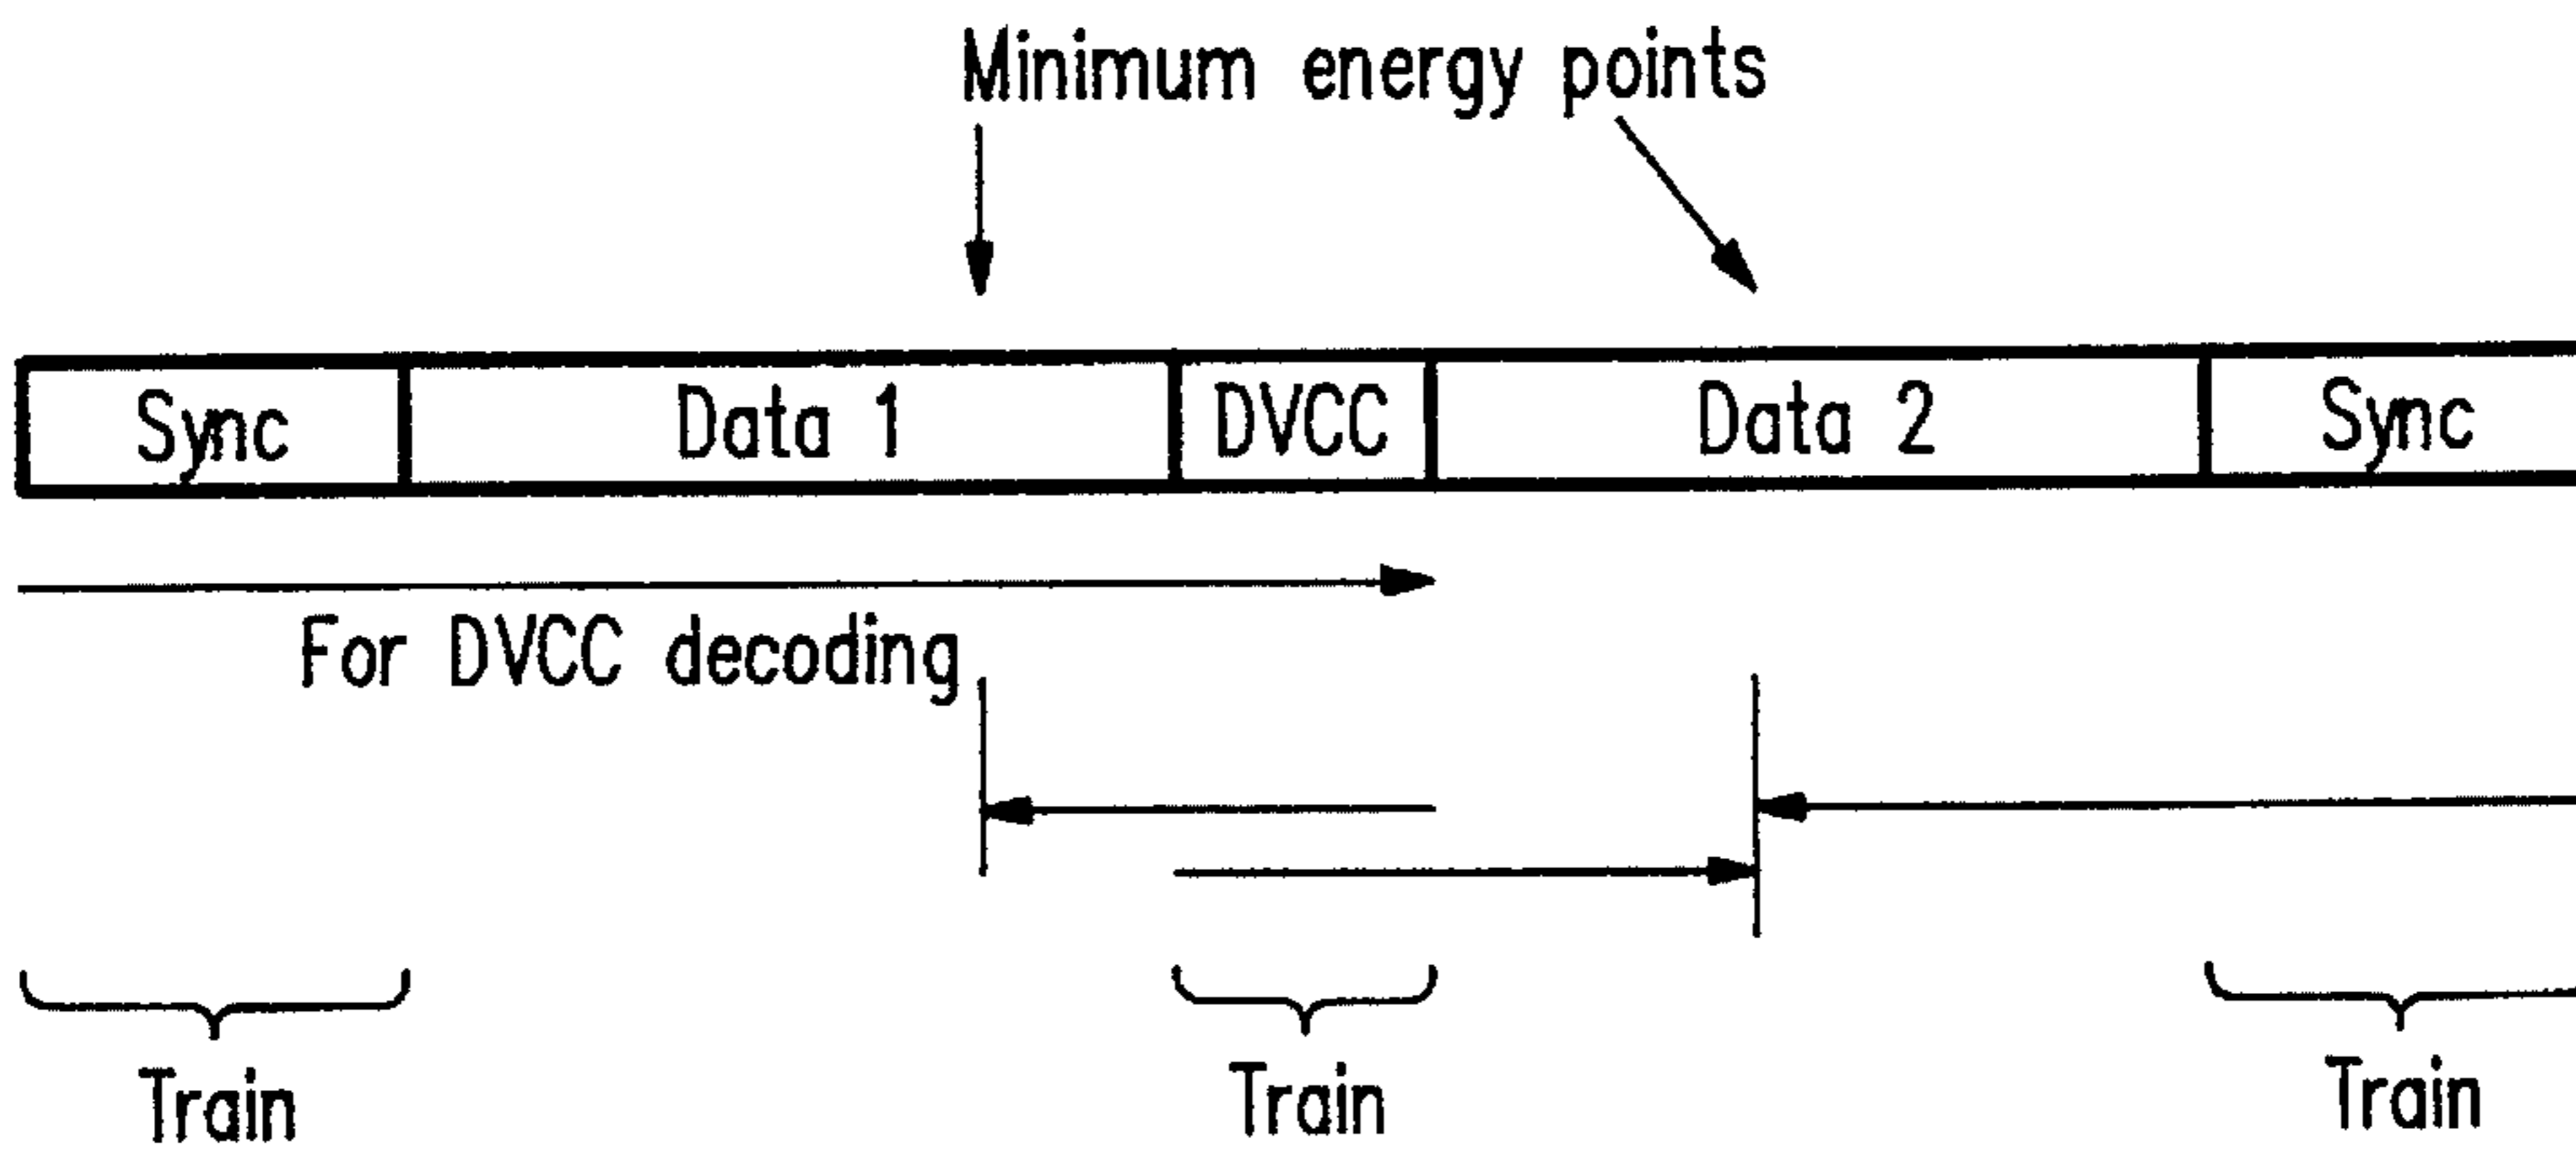 Minimum energy points
Sync Data 1 DVCC Data 2 Sync
For DVCC decoding
Train Train Train